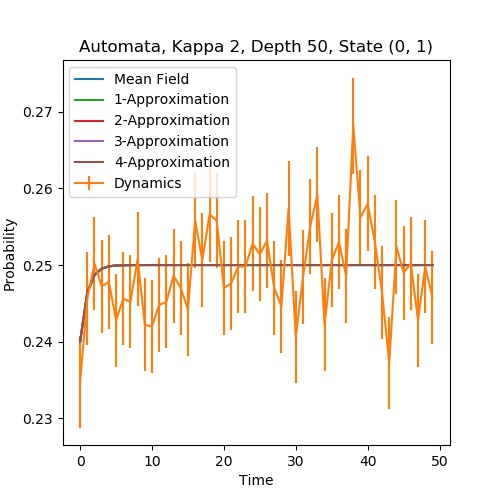 Automata, Kappa 2, Depth 50, State (0, 1)
Mean Field
1-Approximation
2-Approximation
3-Approximation
4-Approximation
Dynamics
0.27
0.26
0.25
0.24
0.23
Probability
0 10 20 30 40 50
Time